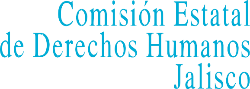 Comisión Estatal
de Derechos Humanos
Jalisco